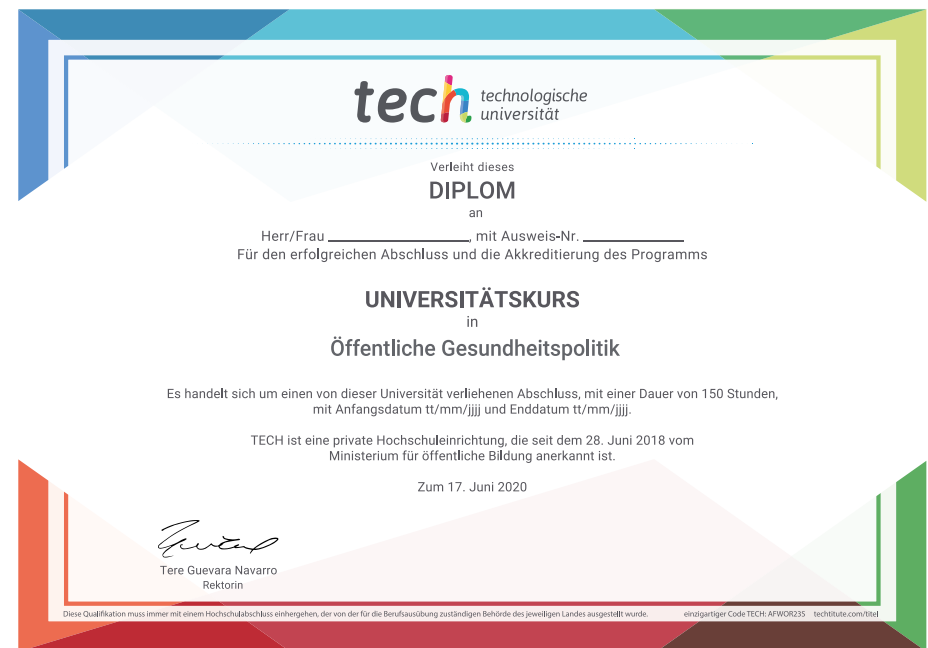 tech technologische
universität
Verleiht dieses
DIPLOM
an
Herr/Frau ____________, mit Ausweis-Nr. ____________
Für den erfolgreichen Abschluss und die Akkreditierung des Programms
UNIVERSITÄTSKURS
in
Öffentliche Gesundheitspolitik
Es handelt sich um einen von dieser Universität verliehenen Abschluss, mit einer Dauer von 150 Stunden,
mit Anfangsdatum tt/mm/jjjj und Enddatum tt/mm/jjjj.
TECH ist eine private Hochschuleinrichtung, die seit dem 28. Juni 2018 vom
Ministerium für öffentliche Bildung anerkannt ist.
Zum 17. Juni 2020
Tere Guevara Navarro
Rektorin
Diese Qualifikation muss immer mit einem Hochschulabschluss einhergehen, der von der für die Berufsausübung zuständigen Behörde des jeweiligen Landes ausgestellt wurde. einzigartiger Code TECH: AFWOR23S techtitute.com/titel